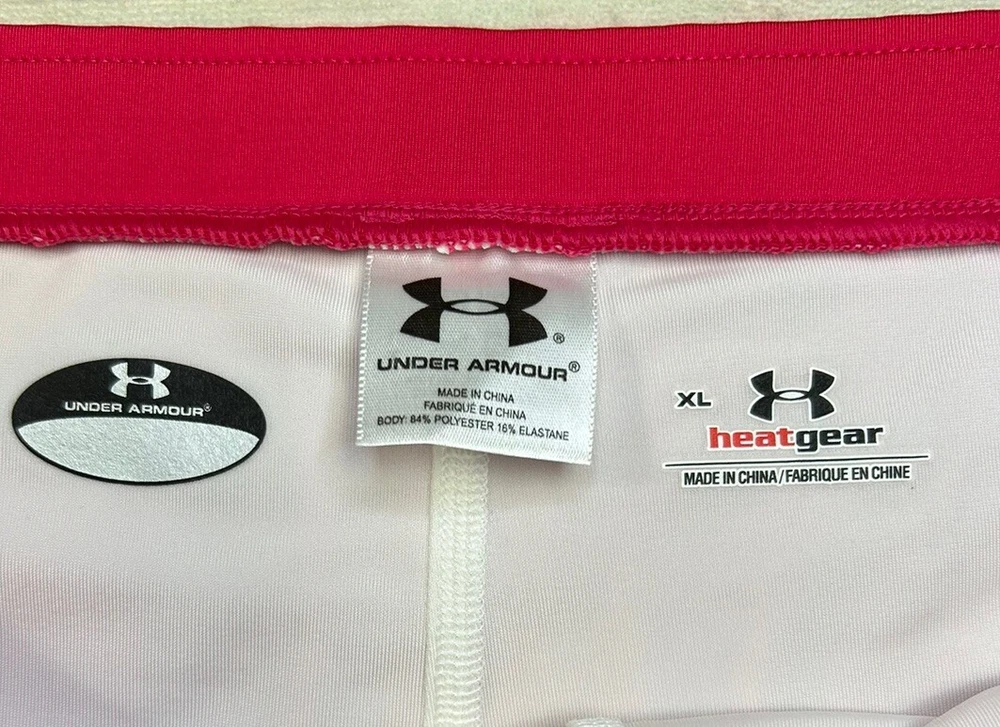 UNDER ARMOUR®
®
UNDER ARMOUR®
MADE IN CHINA
FABRIQUÉ EN CHINA
BODY: 84% POLYESTER 16% ELASTANE
XL
heatgear
MADE IN CHINA/FABRIQUE EN CHINE